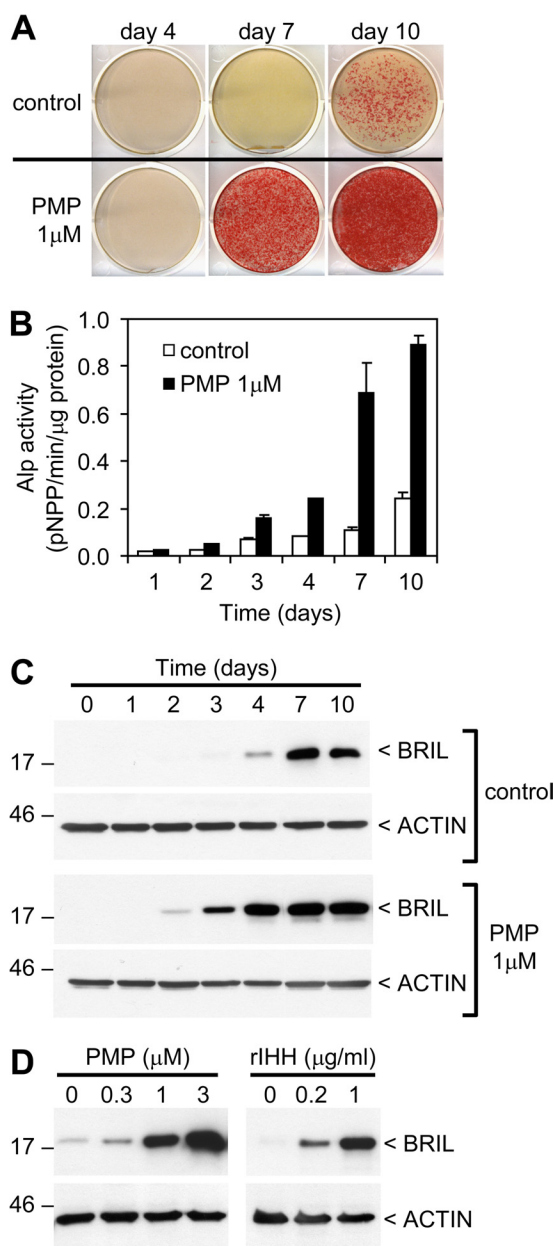 A
day 4 day 7 day 10
control
PMP
1μM
B
Alp activity
(pNPP/min/μg protein)
1.0
0.8
0.6
0.4
0.2
0.0
control
PMP 1μM
1 2 3 4 7 10
Time (days)
C
Time (days)
0 1 2 3 4 7 10
17
< BRIL
46
< ACTIN
control
17
< BRIL
46
< ACTIN
PMP
1μM
D
PMP (μM) rIHH (μg/ml)
0 0.3 1 3 0 0.2 1
17
< BRIL
46
< ACTIN